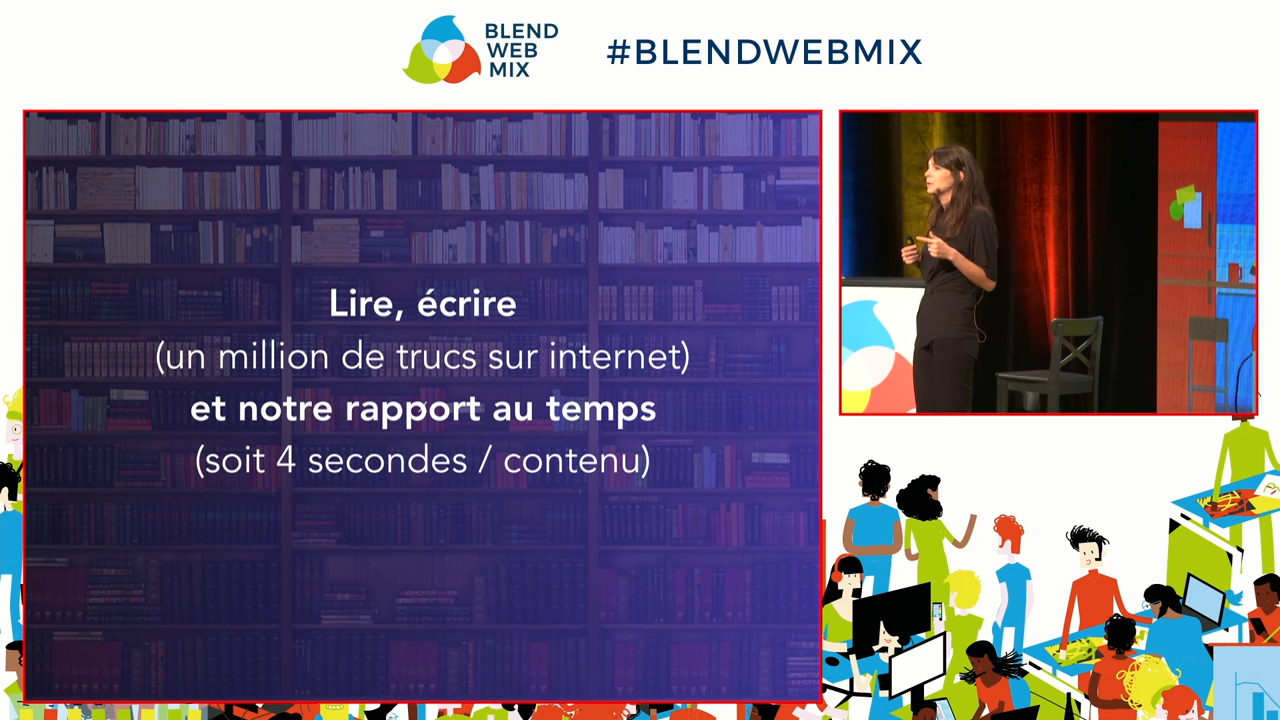 BLEND
WEB
MIX
#BLENDWEBMIX
Lire, écrire
(un million de trucs sur internet)
et notre rapport au temps
(soit 4 secondes / contenu)